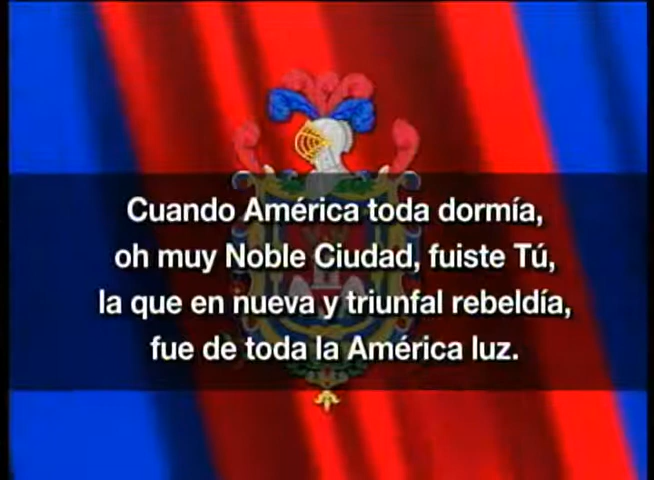 Cuando América toda dormía,
oh muy Noble Ciudad, fuiste Tú,
la que en nueva y triunfal rebeldía,
fue de toda la América luz.